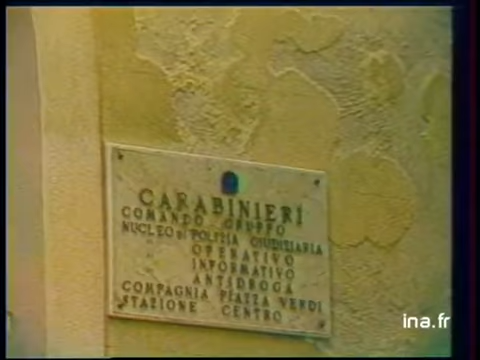 CARABINIERI
COMANDO GRUPPO
NUCLEO DI POLIZIA GIUDIZIARIA
OPERATIVO
INFORMATIVO
ANTIDROGA
COMPAGNIA PIAZZA VERDI
STAZIONE CENTRO
ina.fr